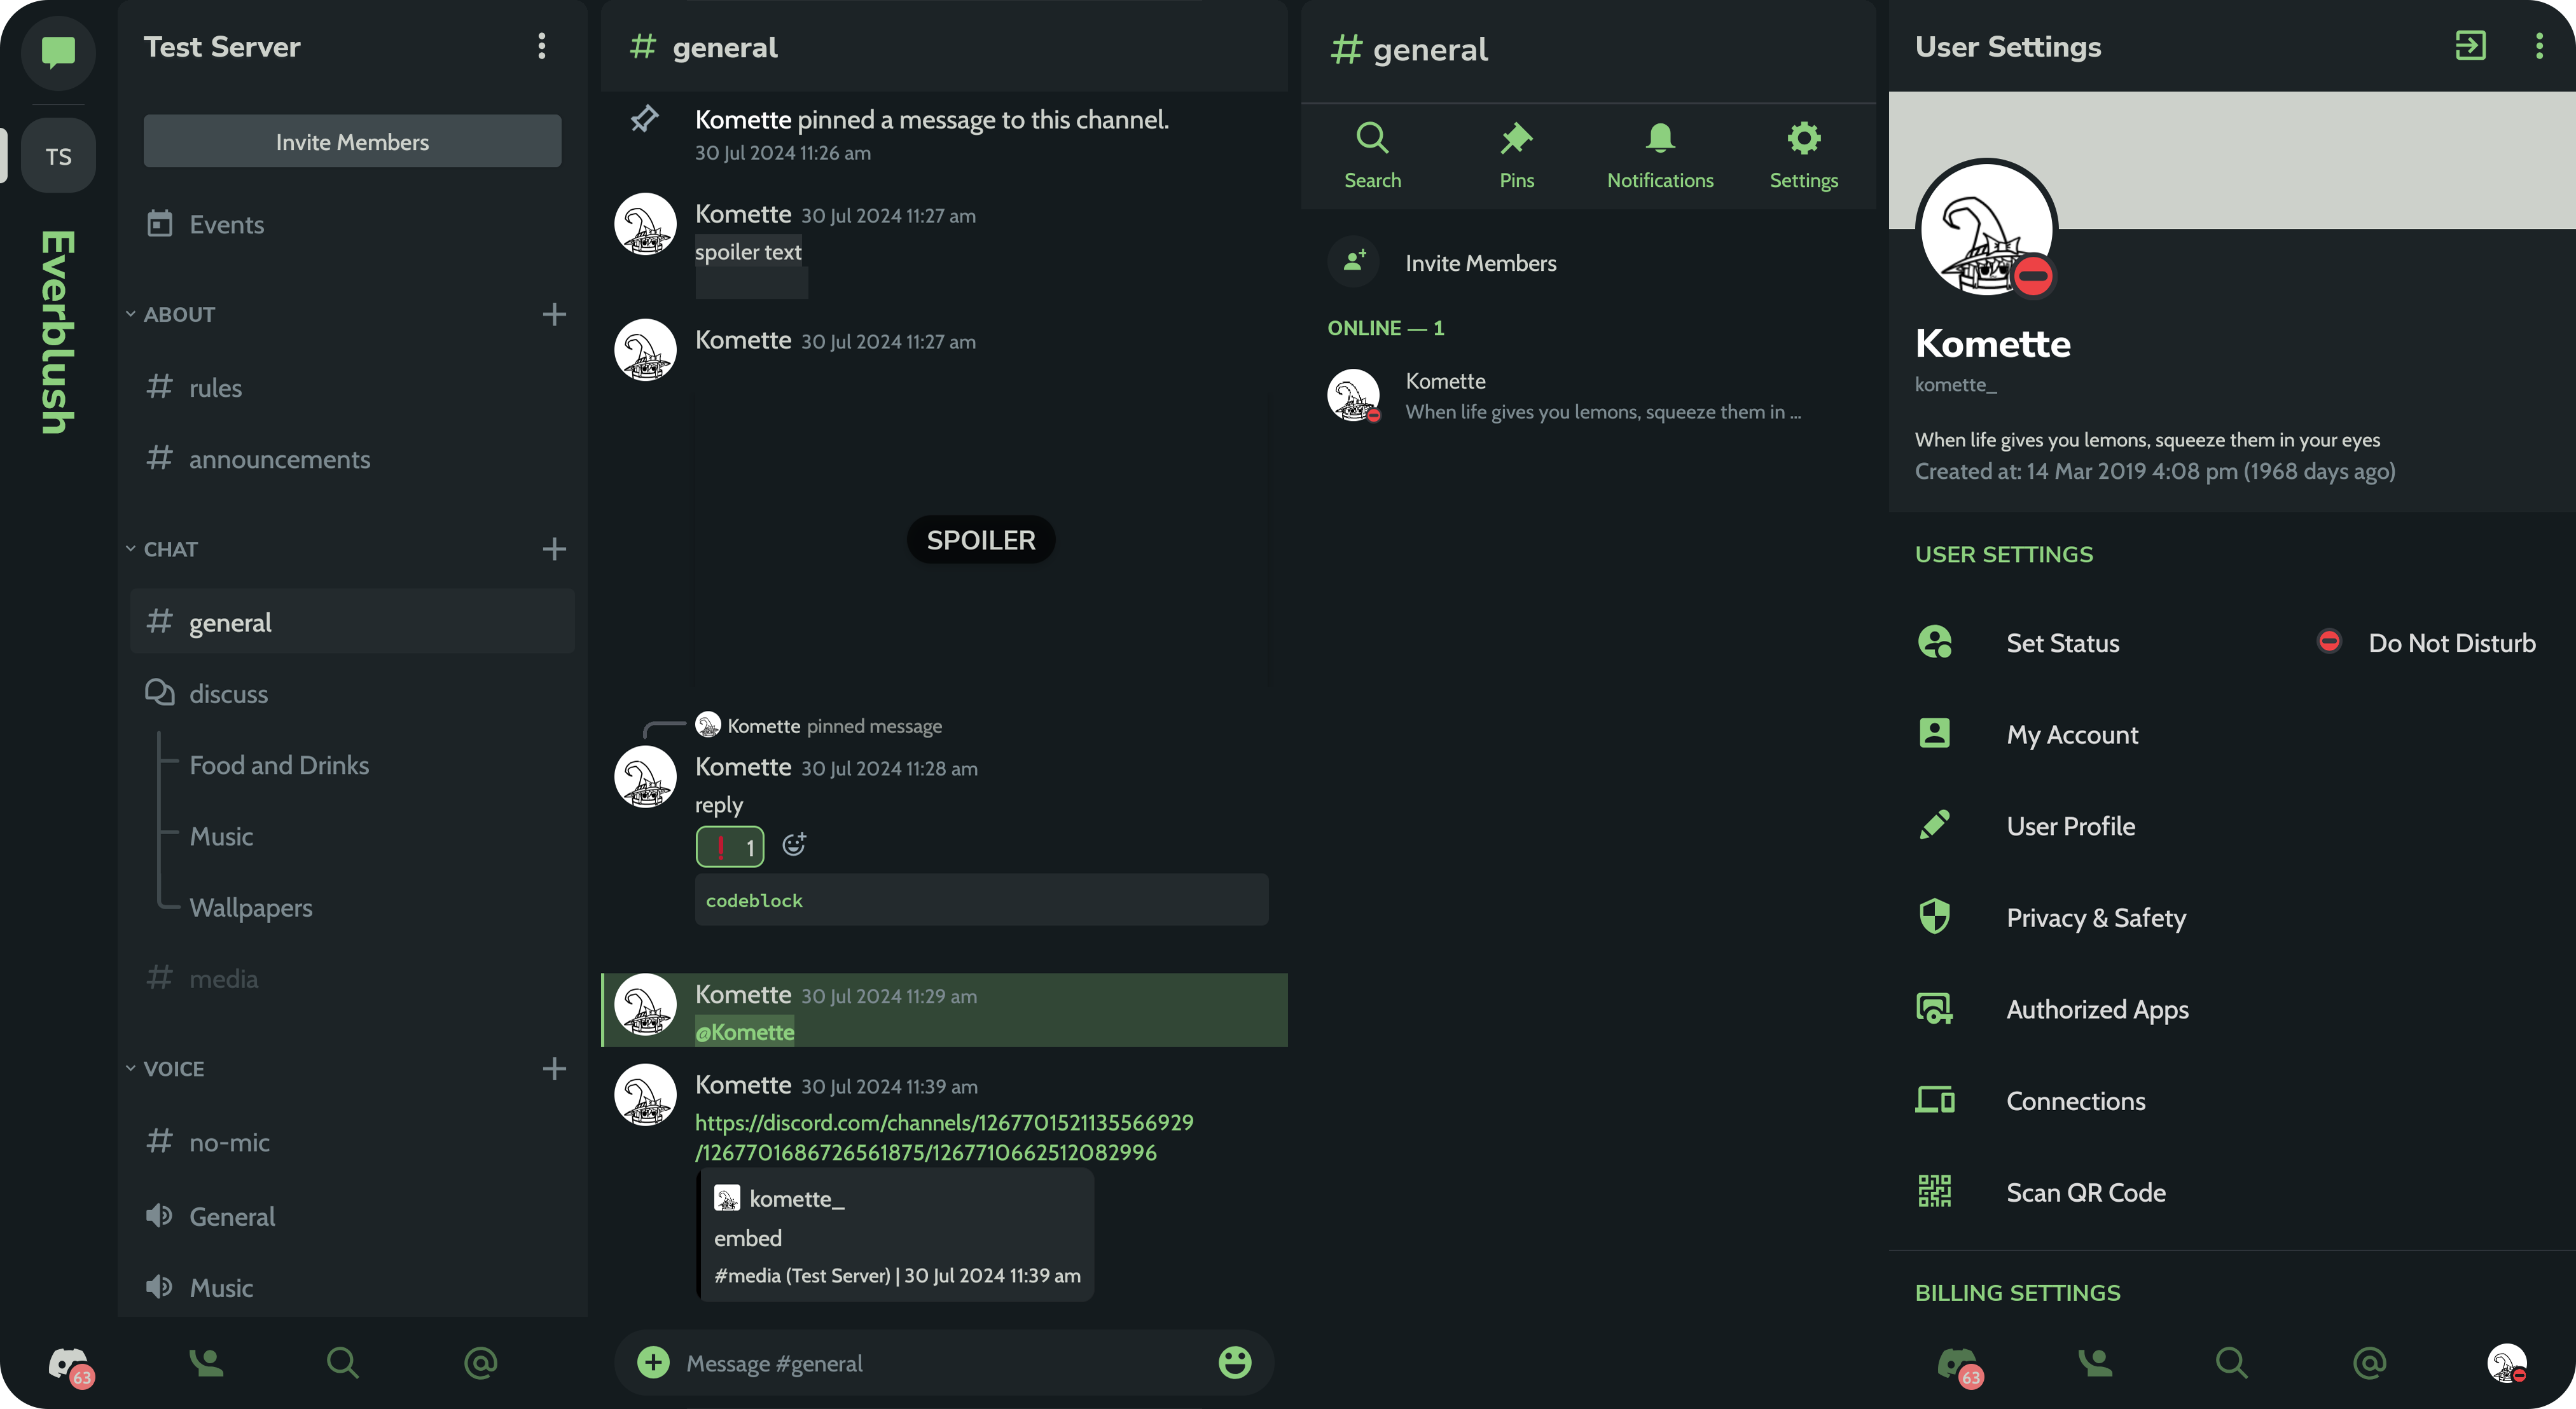 Test Server
TS
Everblush
Invite Members
Events
ABOUT
rules
announcements
CHAT
general
discuss
Food and Drinks
Music
Wallpapers
media
VOICE
no-mic
General
Music
63
general
Komette pinned a message to this channel.
30 Jul 2024 11:26 am
Komette 30 Jul 2024 11:27 am
spoiler text
Komette 30 Jul 2024 11:27 am
SPOILER
Komette pinned message
Komette 30 Jul 2024 11:28 am
reply
❗ 1
codeblock
Komette 30 Jul 2024 11:29 am
@Komette
Komette 30 Jul 2024 11:39 am
https://discord.com/channels/1267701521135566929
/1267701686726561875/1267710662512082996
komette_
embed
#media (Test Server) | 30 Jul 2024 11:39 am
Message #general
general
Search
Pins
Notifications
Settings
Invite Members
ONLINE — 1
Komette
When life gives you lemons, squeeze them in ...
User Settings
Komette
komette_
When life gives you lemons, squeeze them in your eyes
Created at: 14 Mar 2019 4:08 pm (1968 days ago)
USER SETTINGS
Set Status
Do Not Disturb
My Account
User Profile
Privacy & Safety
Authorized Apps
Connections
Scan QR Code
BILLING SETTINGS
63